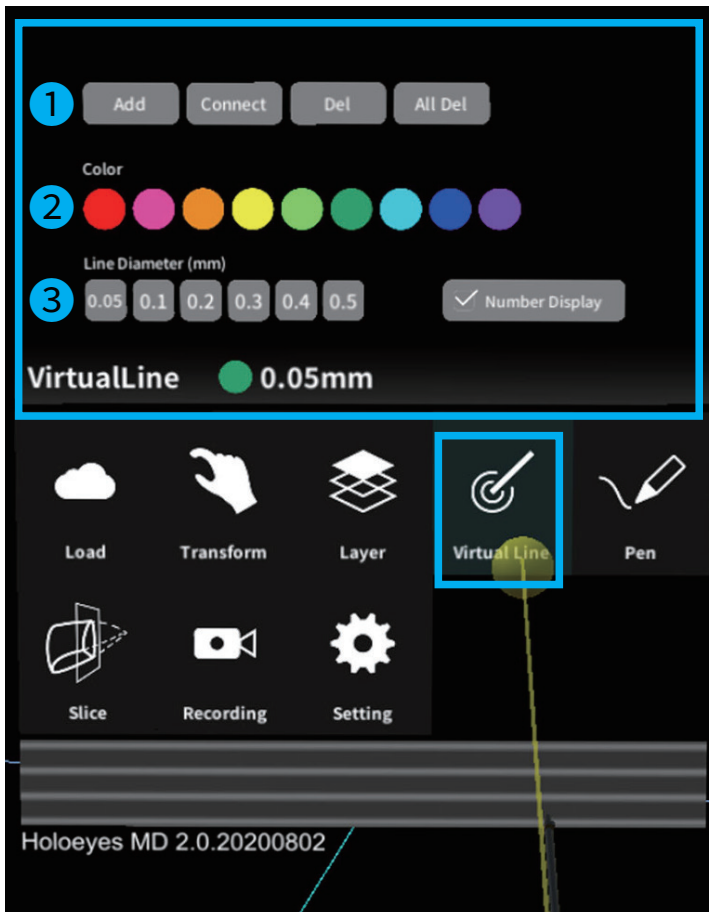 1 Add Connect Del All Del
Color
2
Line Diameter (mm)
3 0.05 0.1 0.2 0.3 0.4 0.5 Number Display
VirtualLine 0.05mm
Load Transform Layer Virtual Line Pen
Slice Recording Setting
Holoeyes MD 2.0.20200802